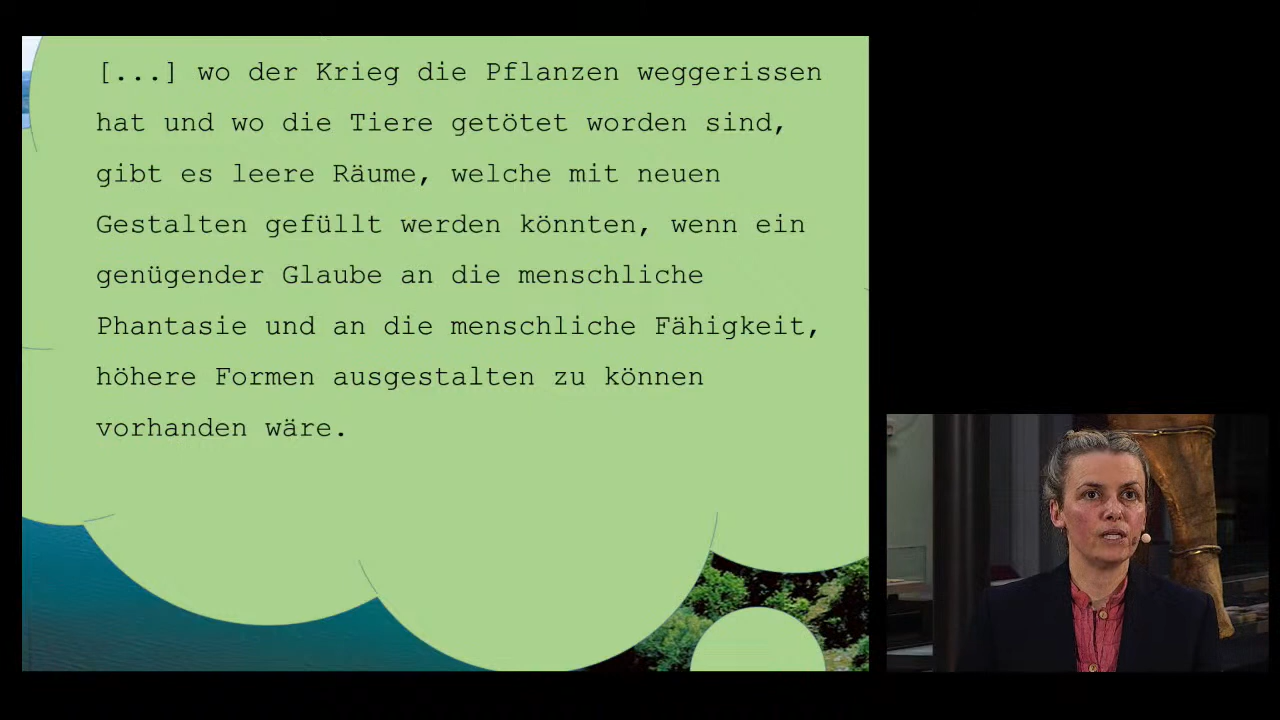 [...] wo der Krieg die Pflanzen weggerissen
hat und wo die Tiere getötet worden sind,
gibt es leere Räume, welche mit neuen
Gestalten gefüllt werden könnten, wenn ein
genügender Glaube an die menschliche
Phantasie und an die menschliche Fähigkeit,
höhere Formen ausgestalten zu können
vorhanden wäre.